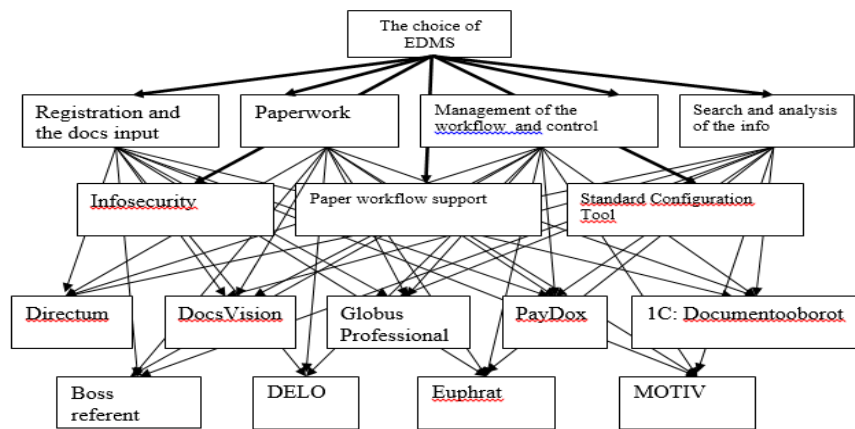 The choice of
EDMS
Registration and
the docs input
Paperwork
Management of the
workflow and control
Search and analysis
of the info
Infosecurity
Paper workflow support
Standard Configuration
Tool
Directum
DocsVision
Globus
Professional
PayDox
1C: Documentooborot
Boss
referent
DELO
Euphrat
MOTIV